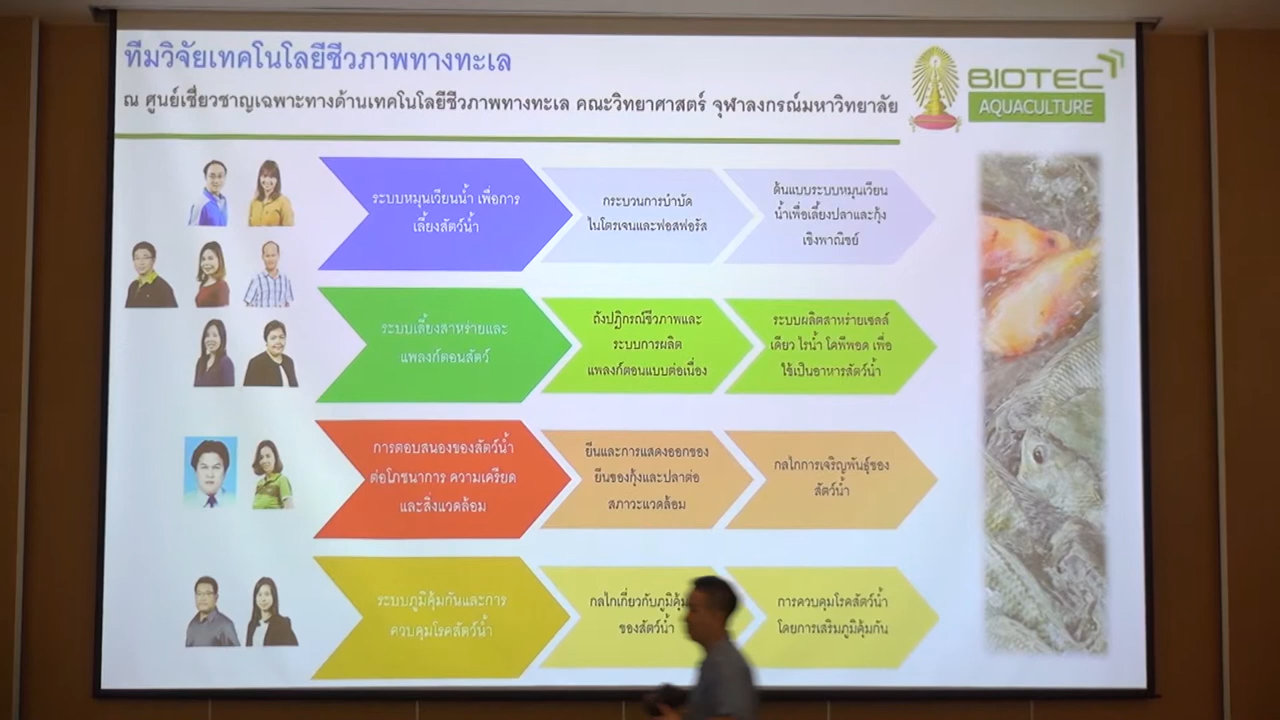 ทีมวิจัยเทคโนโลยีชีวภาพทางทะเล
ณ ศูนย์เชี่ยวชาญเฉพาะทางด้านเทคโนโลยีชีวภาพทางทะเล คณะวิทยาศาสตร์ จุฬาลงกรณ์มหาวิทยาลัย
BIOTEC
AQUACULTURE
ระบบหมุนเวียนน้ำ เพื่อการ
เลี้ยงสัตว์น้ำ
กระบวนการบำบัด
ไนโตรเจนและฟอสฟอรัส
ต้นแบบระบบหมุนเวียน
น้ำเพื่อเลี้ยงปลาและกุ้ง
เชิงพาณิชย์
ระบบเลี้ยงสาหร่ายและ
แพลงก์ตอนสัตว์
ถังปฏิกรณ์ชีวภาพและ
ระบบการผลิต
แพลงก์ตอนแบบต่อเนื่อง
ระบบผลิตสาหร่ายเซลล์
เดียว ไรน้ำ โคพีพอด เพื่อ
ใช้เป็นอาหารสัตว์น้ำ
การตอบสนองของสัตว์น้ำ
ต่อโภชนาการ ความเครียด
และสิ่งแวดล้อม
ยีนและการแสดงออกของ
ยีนของกุ้งและปลาต่อ
สภาวะแวดล้อม
กลไกการเจริญพันธุ์ของ
สัตว์น้ำ
ระบบภูมิคุ้มกันและการ
ควบคุมโรคสัตว์น้ำ
กลไกเกี่ยวกับภูมิคุ้
ของสัตว์น้ำ
การควบคุมโรคสัตว์น้ำ
โดยการเสริมภูมิคุ้มกัน